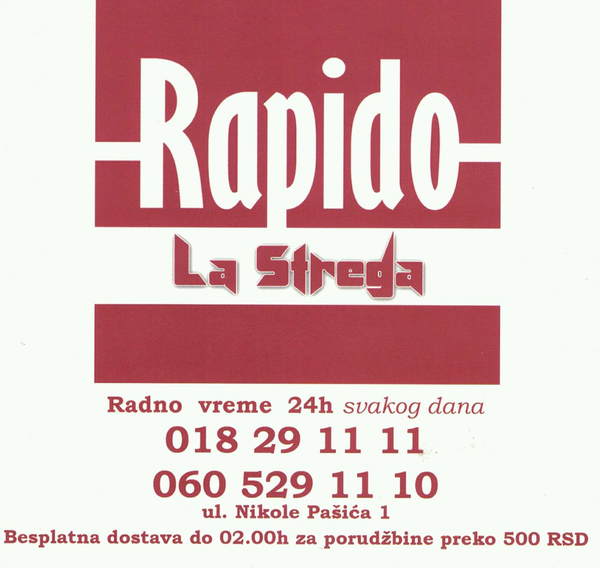 Rapido
La Strega
Radno vreme 24h svakog dana
018 29 11 11
060 529 11 10
ul. Nikole Pašića 1
Besplatna dostava do 02.00h za porudžbine preko 500 RSD